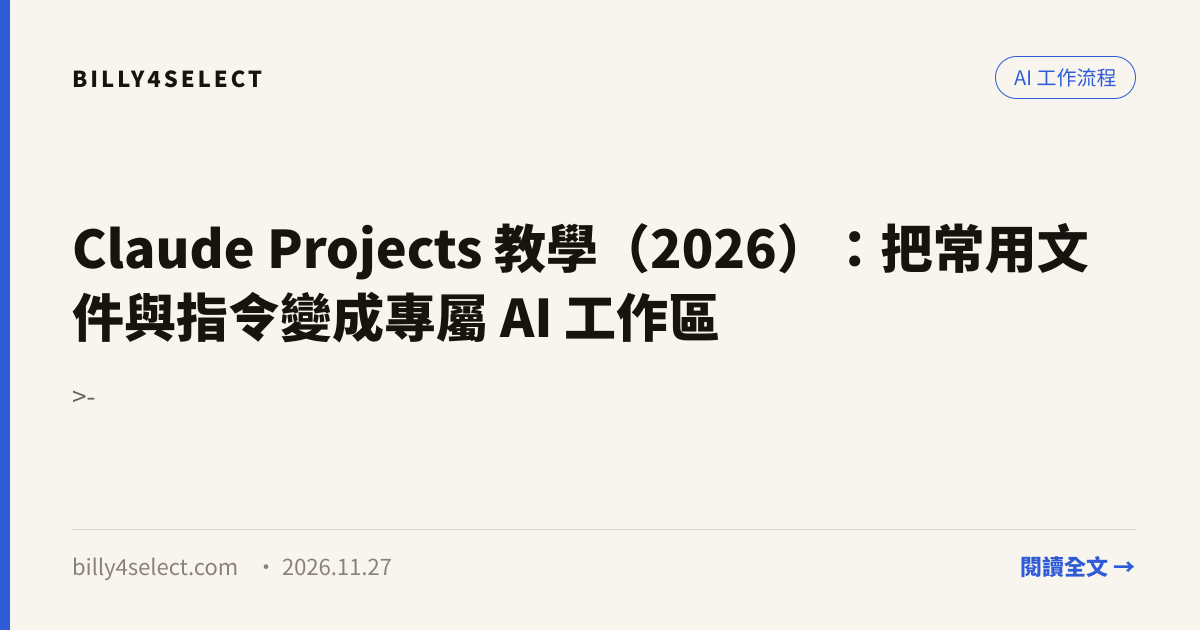 BILLY4SELECT
AI 工作流程
Claude Projects 教學（2026）：把常用文
件與指令變成專屬 AI 工作區
>-
billy4select.com ・ 2026.11.27
閱讀全文 →